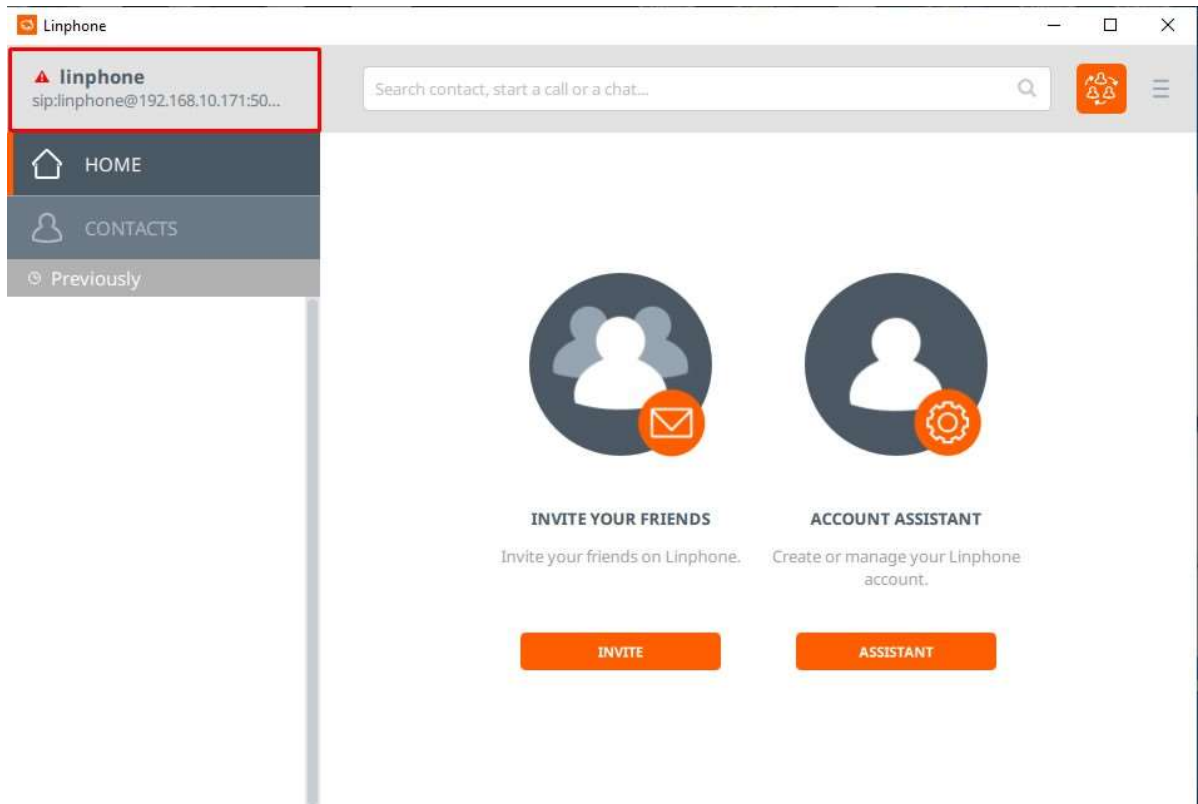 Linphone
linphone
sip:linphone@192.168.10.171:50...
Search contact, start a call or a chat...
HOME
CONTACTS
Previously
INVITE YOUR FRIENDS
Invite your friends on Linphone.
INVITE
ACCOUNT ASSISTANT
Create or manage your Linphone
account.
ASSISTANT